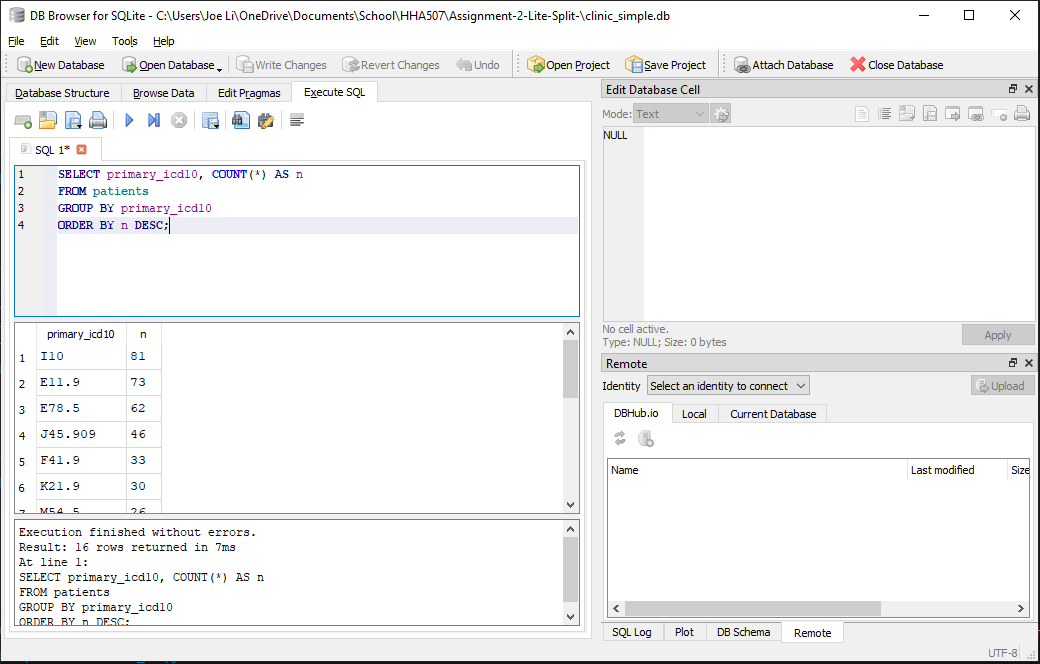 DB Browser for SQLite - C:\Users\Joe Li\OneDrive\Documents\School\HHA507\Assignment-2-Lite-Split-\clinic_simple.db
File Edit View Tools Help
New Database Open Database Write Changes Revert Changes Undo Open Project Save Project Attach Database Close Database
Database Structure Browse Data Edit Pragmas Execute SQL
SQL 1*
1 SELECT primary_icd10, COUNT(*) AS n
2 FROM patients
3 GROUP BY primary_icd10
4 ORDER BY n DESC;
primary_icd10 n
1 I10 81
2 E11.9 73
3 E78.5 62
4 J45.909 46
5 F41.9 33
6 K21.9 30
7 M54.5 26
Execution finished without errors.
Result: 16 rows returned in 7ms
At line 1:
SELECT primary_icd10, COUNT(*) AS n
FROM patients
GROUP BY primary_icd10
ORDER BY n DESC;
Edit Database Cell
Mode: Text
NULL
No cell active.
Type: NULL; Size: 0 bytes
Apply
Remote
Identity Select an identity to connect Upload
DBHub.io Local Current Database
Name Last modified Size
SQL Log Plot DB Schema Remote
UTF-8